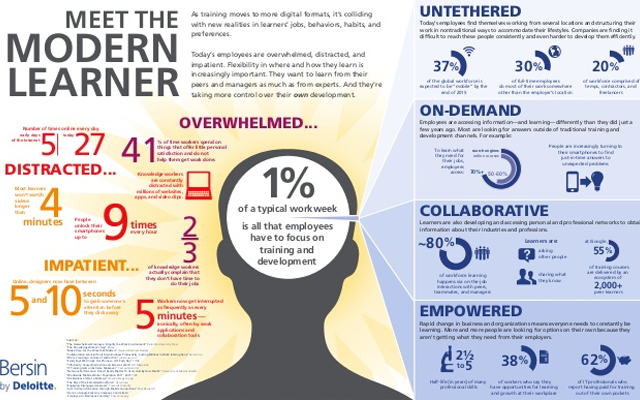 MEET THE
MODERN
LEARNER
As training moves to more digital formats, it's colliding
with new realities in learners' jobs, behaviors, habits, and
preferences.
Today's employees are overwhelmed, distracted, and
impatient. Flexibility in where and how they learn is
increasingly important. They want to learn from their
peers and managers as much as from experts. And they're
taking more control over their own development.
OVERWHELMED...
Number of times online every day
5 27
41%
of time workers spend on
things that offer little personal
satisfaction and do not
help them get work done
DISTRACTED...
Knowledge workers
are constantly
distracted with
millions of websites,
apps, and video clips
Most learners
won't watch
videos
longer than
4
minutes
People
unlock their
smartphones
up to
9 times
every hour
2
3
of knowledge workers
actually complain that
they don't have time to
do their jobs
IMPATIENT...
Online, designers now have between
5 and 10 seconds
to grab someone's
attention before
they click away
5
Workers now get interrupted
as frequently as every
minutes—
ironically, often by work
applications and
collaboration tools
1%
of a typical workweek
is all that employees
have to focus on
training and
development
Bersin
by Deloitte.
UNTETHERED
Today's employees find themselves working from several locations and structuring their
work in nontraditional ways to accommodate their lifestyles. Companies are finding it
difficult to reach these people consistently and even harder to develop them efficiently.
37%
of the global workforce is
expected to be "mobile" by the
end of 2015
30%
of full-time employees
do most of their work somewhere
other than the employer's location
20%
of workforce comprised of
temps, contractors, and
freelancers
ON-DEMAND
Employees are accessing information—and learning—differently than they did just a
few years ago. Most are looking for answers outside of traditional training and
development channels. For example:
To learn what
they need for
their jobs,
employees
access:
70%+
50-60%
People are increasingly turning to
their smartphones to find
just-in-time answers to
unexpected problems
COLLABORATIVE
Learners are also developing and accessing personal and professional networks to obtain
information about their industries and professions.
~80%
of workforce learning
happens via on-the-job
interactions with peers,
teammates, and managers
Learners are:
asking
other people
sharing what
they know
At Google,
55%
of training courses
are delivered by an
ecosystem of
2,000+
peer learners
EMPOWERED
Rapid change in business and organizations means everyone needs to constantly be
learning. More and more people are looking for options on their own because they
aren't getting what they need from their employers.
2½
to 5
Half-life (in years) of many
professional skills
38%
of workers who say they
have opportunities for learning
and growth at their workplace
62%
of IT professionals who
report having paid for training
out of their own pockets